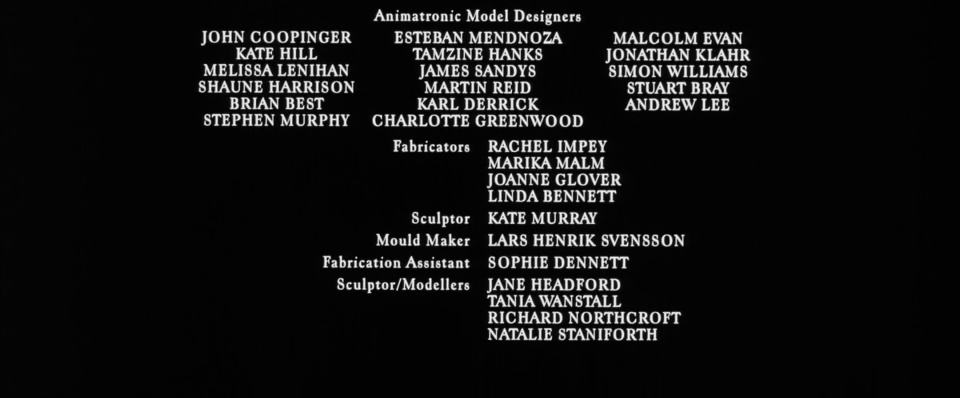 Animatronic Model Designers
JOHN COOPINGER ESTEBAN MENDNOZA MALCOLM EVAN
KATE HILL TAMZINE HANKS JONATHAN KLAHR
MELISSA LENIHAN JAMES SANDYS SIMON WILLIAMS
SHAUNE HARRISON MARTIN REID STUART BRAY
BRIAN BEST KARL DERRICK ANDREW LEE
STEPHEN MURPHY CHARLOTTE GREENWOOD
Fabricators RACHEL IMPEY
MARIKA MALM
JOANNE GLOVER
LINDA BENNETT
Sculptor KATE MURRAY
Mould Maker LARS HENRIK SVENSSON
Fabrication Assistant SOPHIE DENNETT
Sculptor/Modellers JANE HEADFORD
TANIA WANSTALL
RICHARD NORTHCROFT
NATALIE STANIFORTH